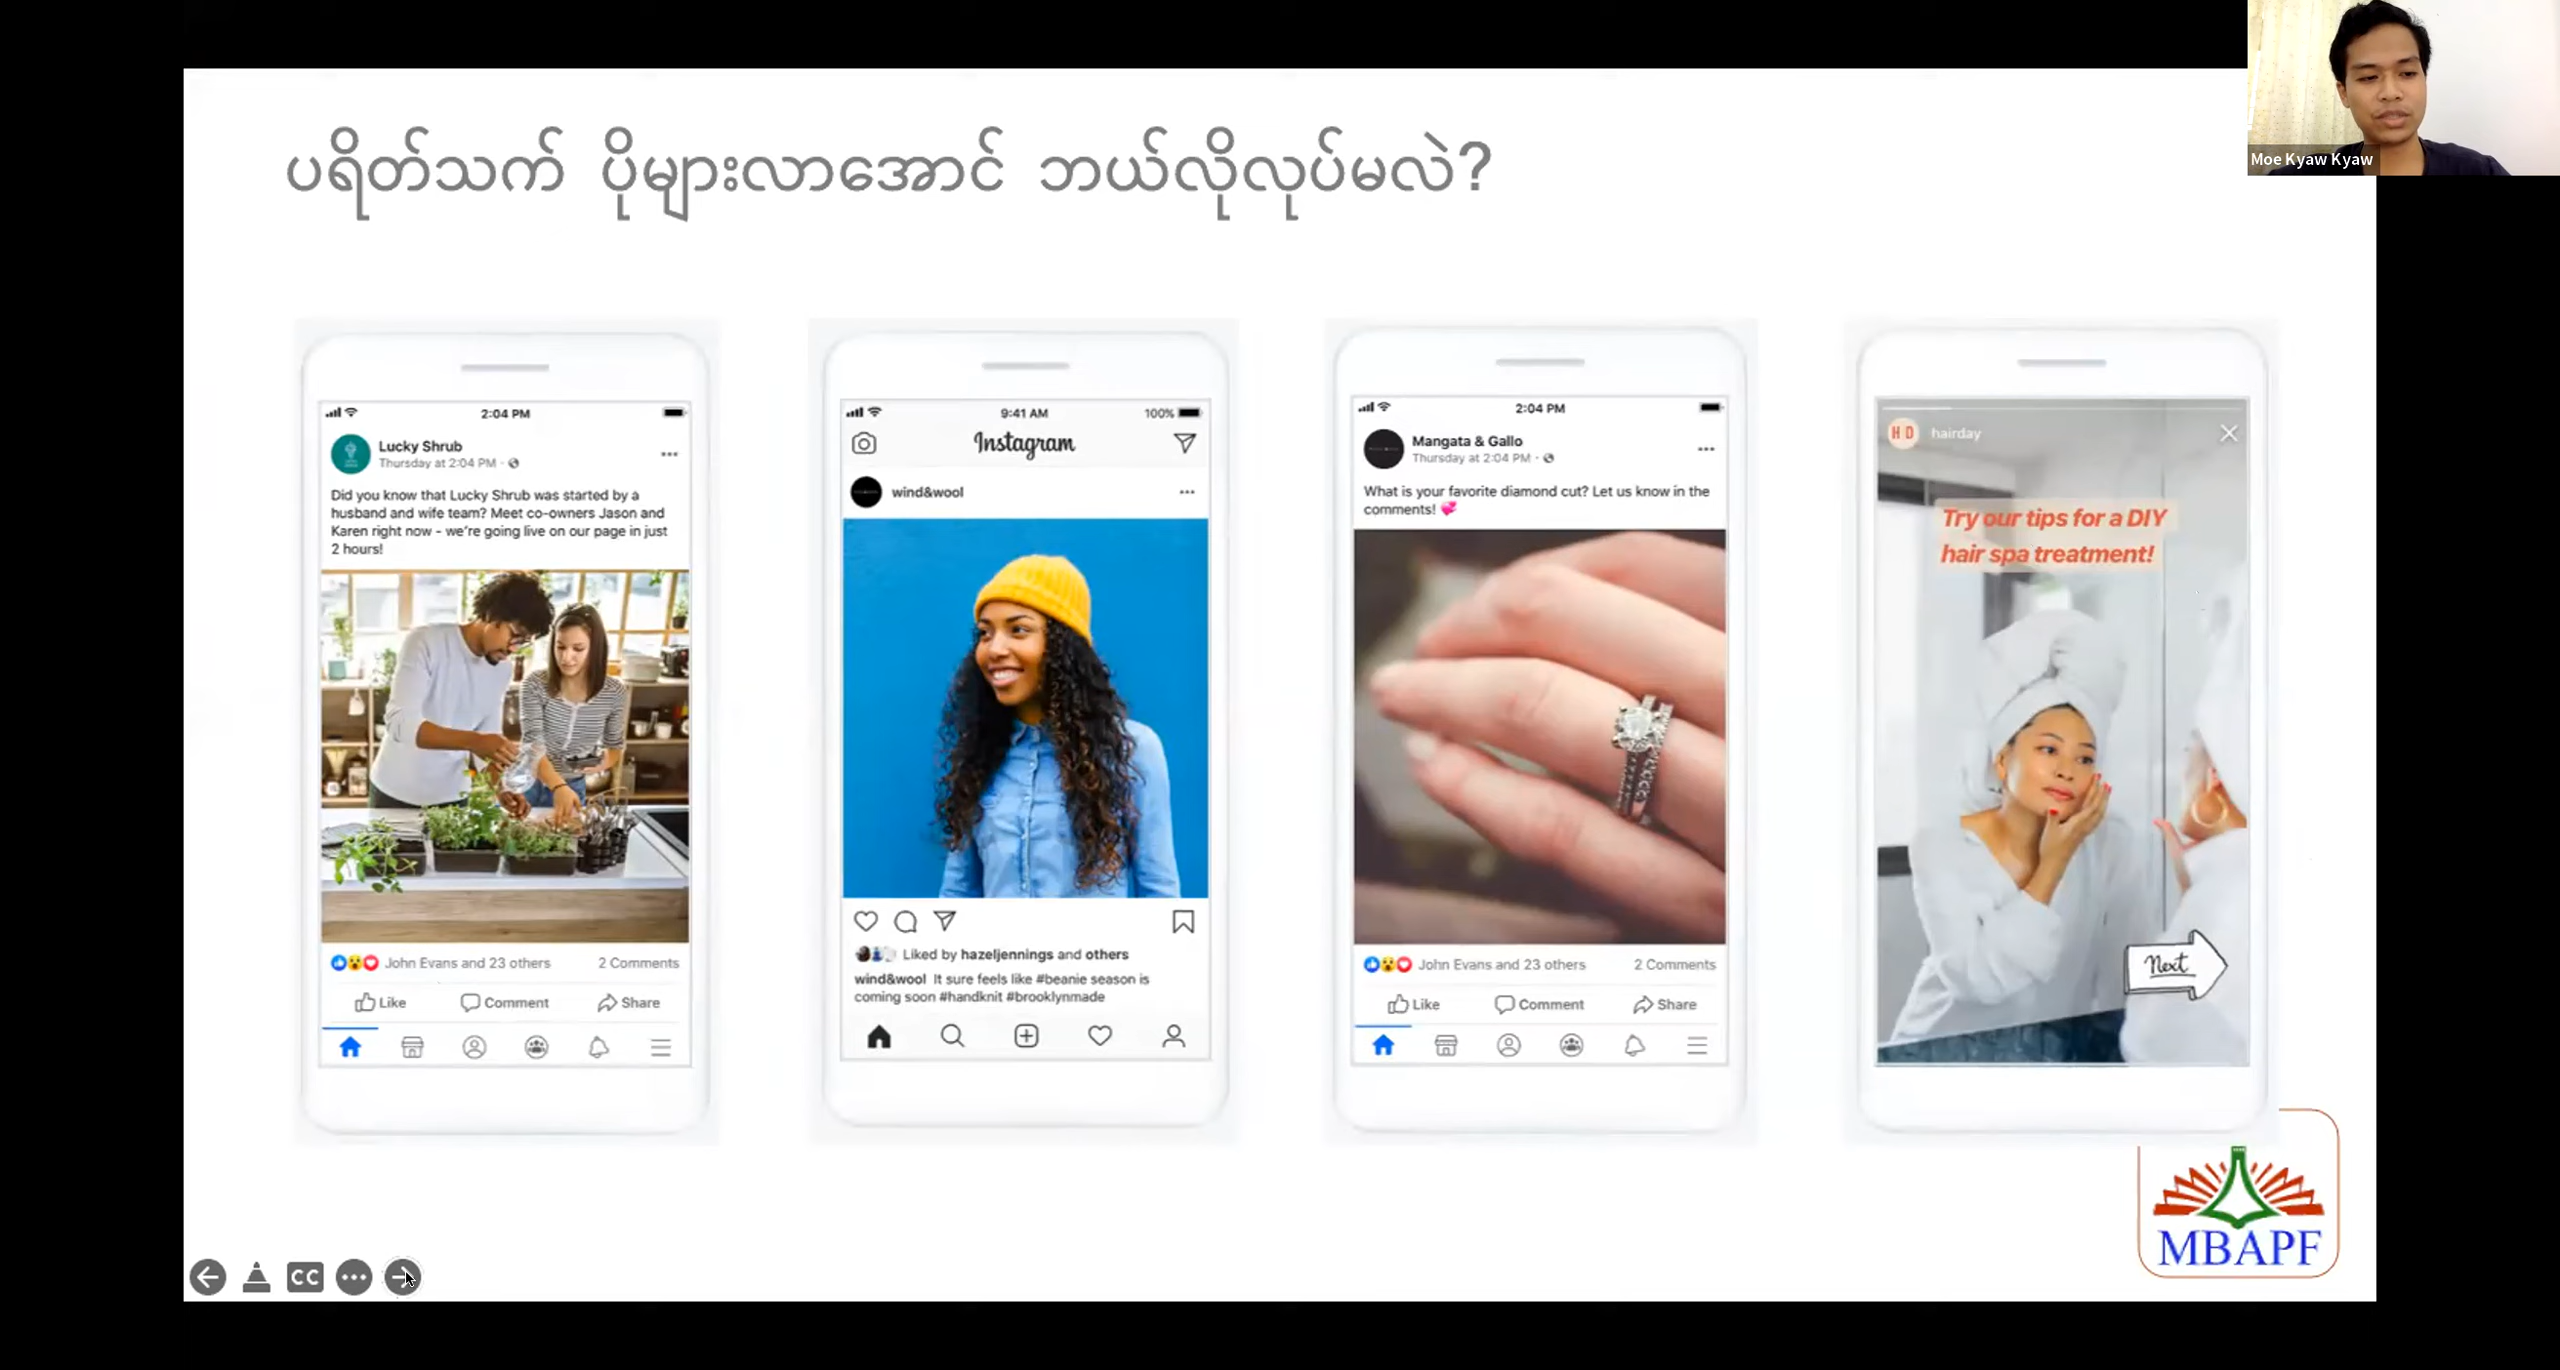 Moe Kyaw Kyaw
ပရိတ်သက် ပိုများလာအောင် ဘယ်လိုလုပ်မလဲ?
2:04 PM
Lucky Shrub
Thursday at 2:04 PM
Did you know that Lucky Shrub was started by a
husband and wife team? Meet co-owners Jason and
Karen right now - we're going live on our page in just
2 hours!
John Evans and 23 others 2 Comments
Like Comment Share
9:41 AM 100%
Instagram
wind&wool
Liked by hazeljennings and others
wind&wool It sure feels like #beanie season is
coming soon #handknit #brooklynmade
2:04 PM
Mangata & Gallo
Thursday at 2:04 PM
What is your favorite diamond cut? Let us know in the
comments!
John Evans and 23 others 2 Comments
Like Comment Share
HD hairday
Try our tips for a DIY
hair spa treatment!
Next
MBAPF
CC